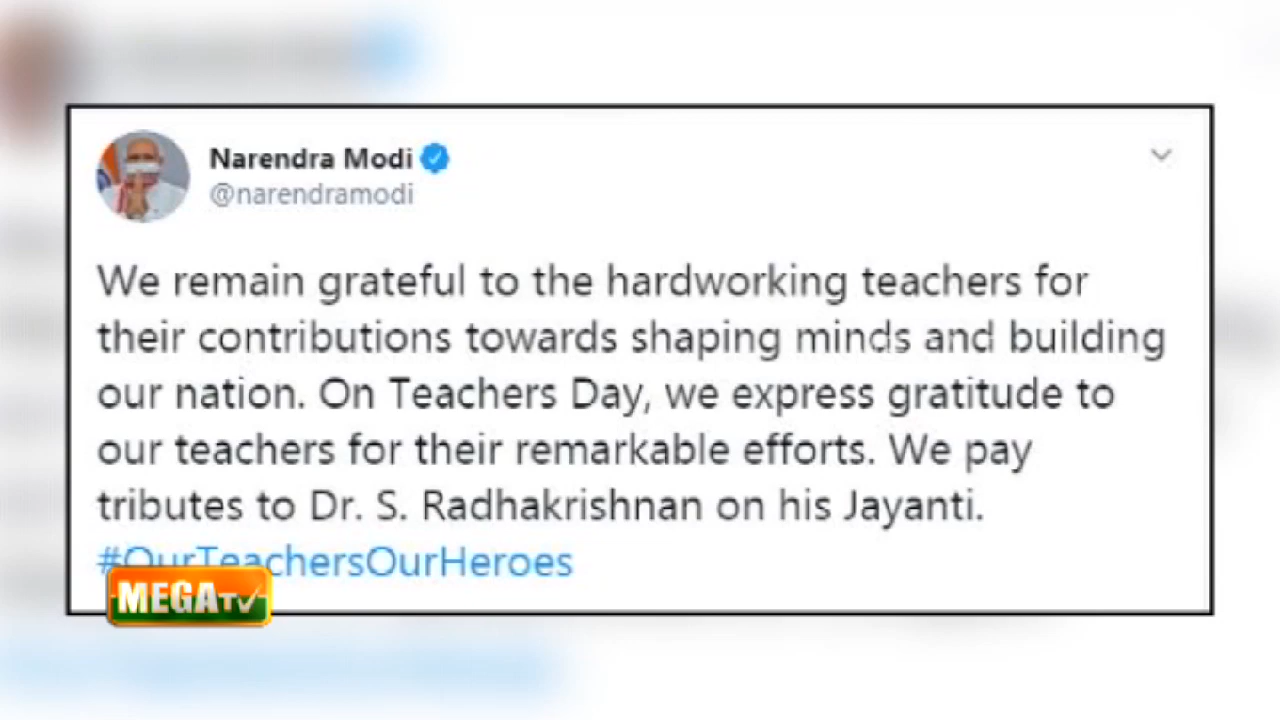 Narendra Modi
@narendramodi
We remain grateful to the hardworking teachers for
their contributions towards shaping minds and building
our nation. On Teachers Day, we express gratitude to
our teachers for their remarkable efforts. We pay
tributes to Dr. S. Radhakrishnan on his Jayanti.
#OurTeachersOurHeroes
MEGATV